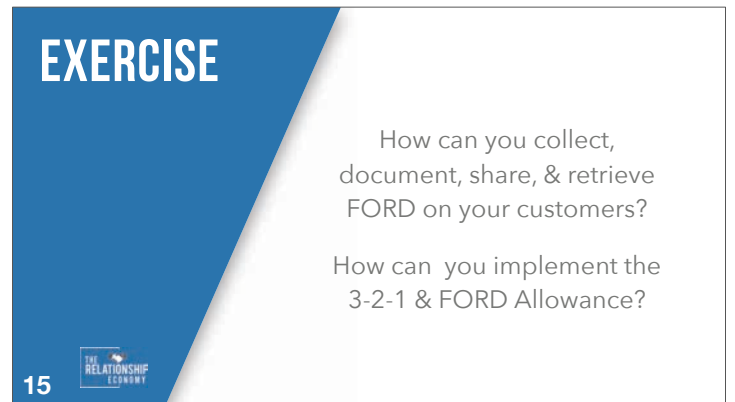 EXERCISE
How can you collect,
document, share, & retrieve
FORD on your customers?
How can  you implement the
3-2-1 & FORD Allowance?
15
THE
RELATIONSHIP
ECONOMY